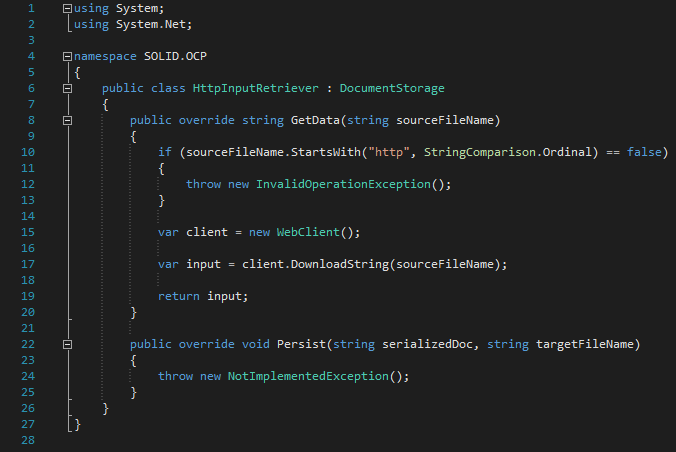 1 using System;
2 using System.Net;
3
4 namespace SOLID.OCP
5 {
6 public class HttpInputRetriever : DocumentStorage
7 {
8 public override string GetData(string sourceFileName)
9 {
10 if (sourceFileName.StartsWith("http", StringComparison.Ordinal) == false)
11 {
12 throw new InvalidOperationException();
13 }
14
15 var client = new WebClient();
16
17 var input = client.DownloadString(sourceFileName);
18
19 return input;
20 }
21
22 public override void Persist(string serializedDoc, string targetFileName)
23 {
24 throw new NotImplementedException();
25 }
26 }
27 }
28